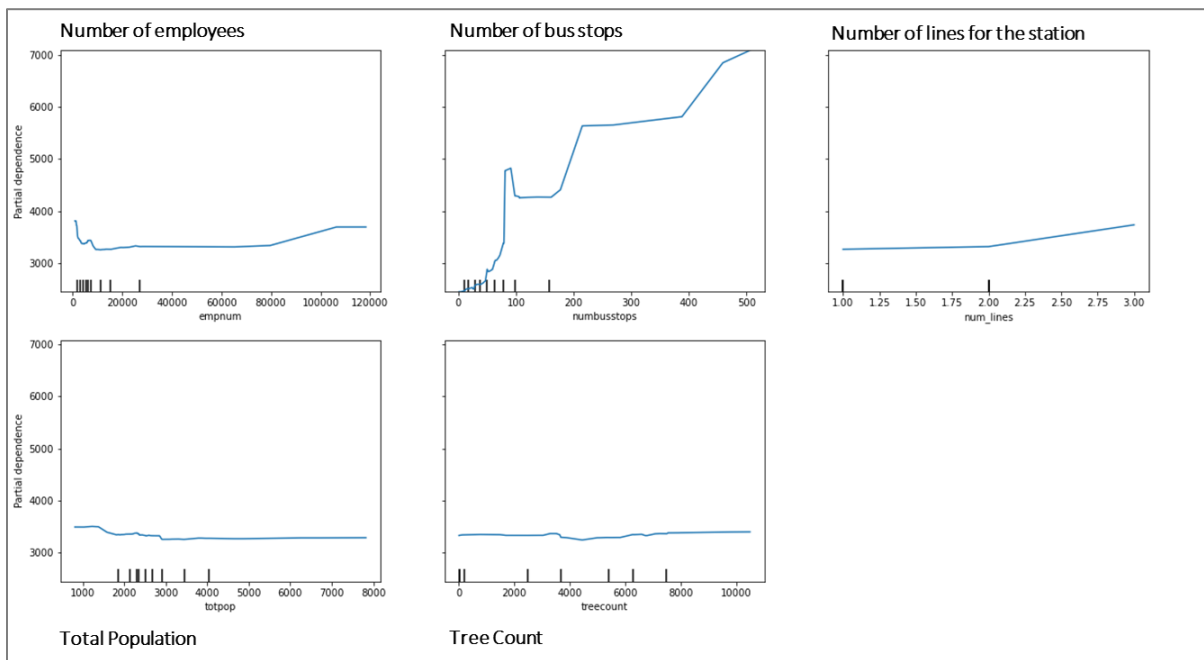 Number of employees
Number of bus stops
Number of lines for the station
7000
6000
5000
4000
3000
Partial dependence
0 20000 40000 60000 80000 100000 120000
empnum
0 100 200 300 400 500
numbusstops
1.00 1.25 1.50 1.75 2.00 2.25 2.50 2.75 3.00
num_lines
7000
6000
5000
4000
3000
Partial dependence
1000 2000 3000 4000 5000 6000 7000 8000
totpop
0 2000 4000 6000 8000 10000
treecount
Total Population
Tree Count